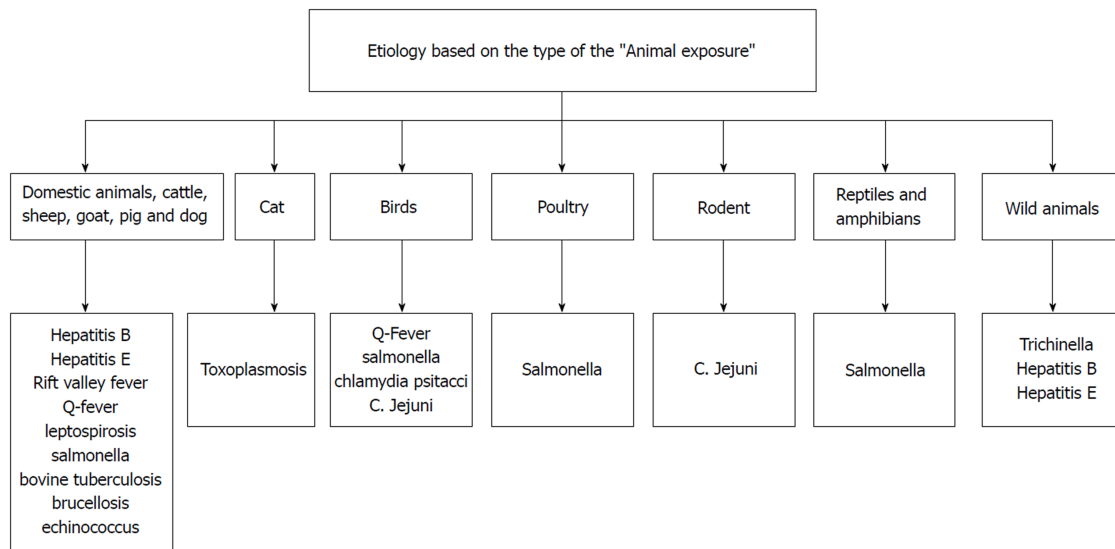 Etiology based on the type of the "Animal exposure"
Domestic animals, cattle,
sheep, goat, pig and dog
Cat
Birds
Poultry
Rodent
Reptiles and
amphibians
Wild animals
Hepatitis B
Hepatitis E
Rift valley fever
Q-fever
leptospirosis
salmonella
bovine tuberculosis
brucellosis
echinococcus
Toxoplasmosis
Q-Fever
salmonella
chlamydia psitacci
C. Jejuni
Salmonella
C. Jejuni
Salmonella
Trichinella
Hepatitis B
Hepatitis E